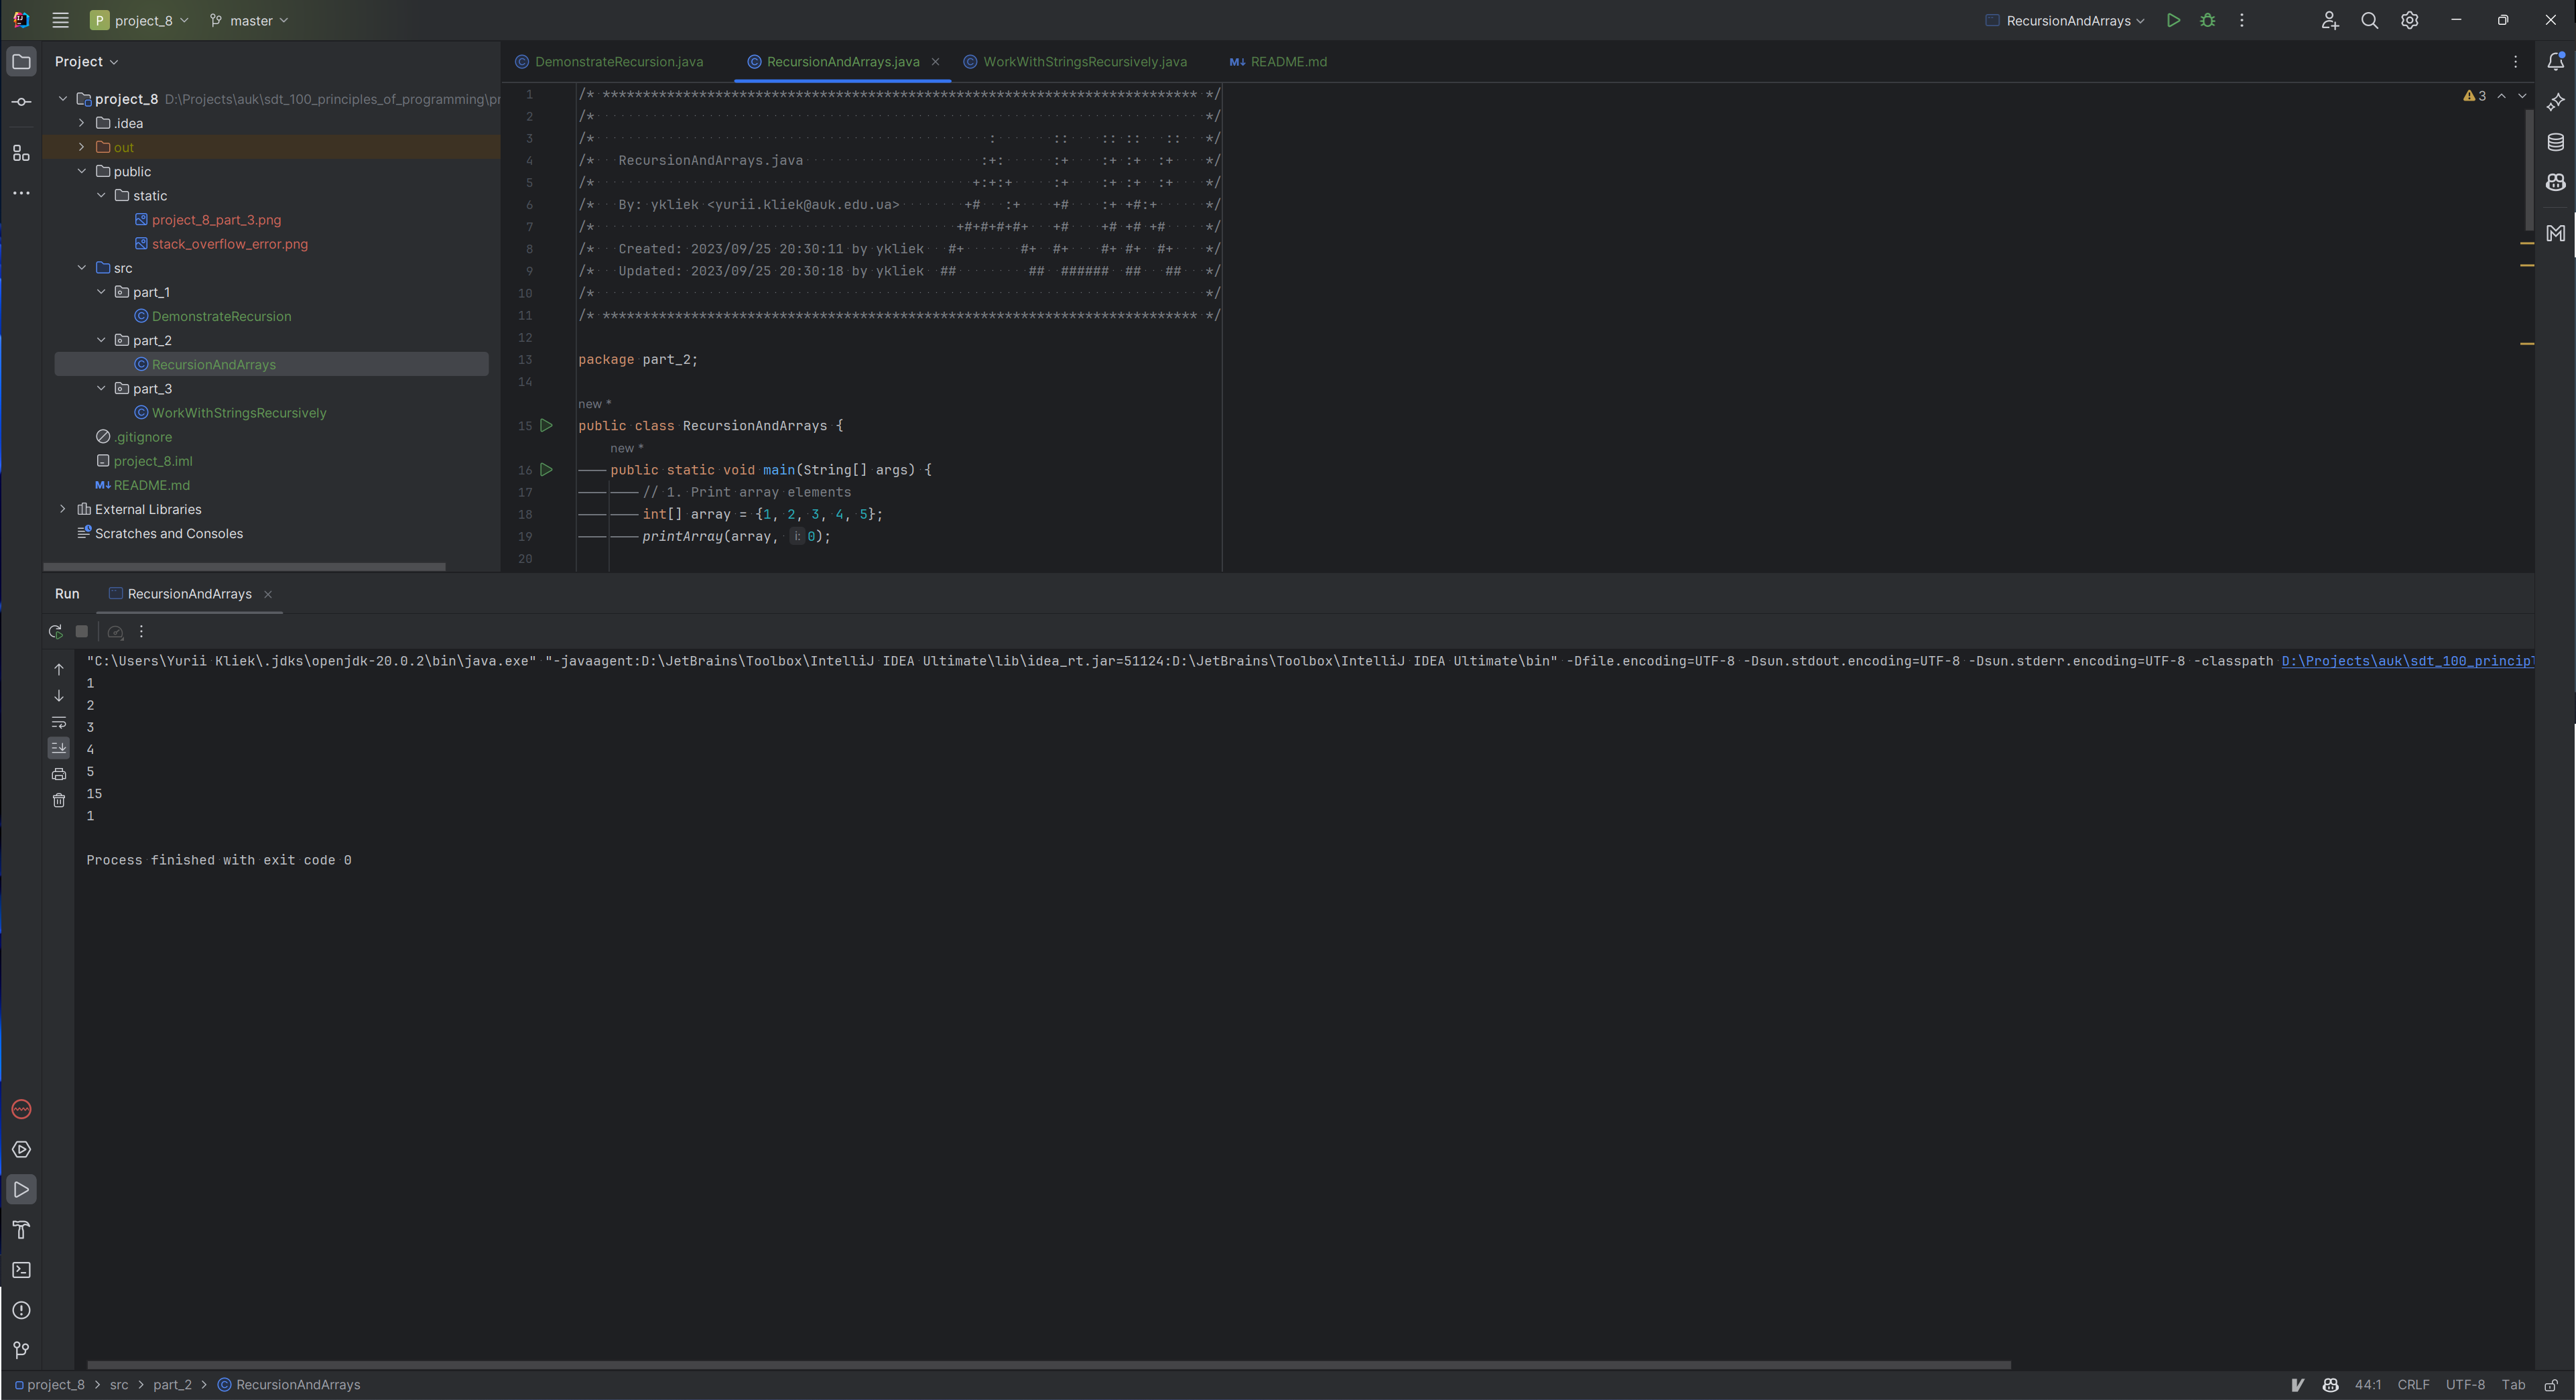 P project_8 master RecursionAndArrays
Project
DemonstrateRecursion.java RecursionAndArrays.java WorkWithStringsRecursively.java M↓ README.md
project_8 D:\Projects\auk\sdt_100_principles_of_programming\pr
.idea
out
public
static
project_8_part_3.png
stack_overflow_error.png
src
part_1
DemonstrateRecursion
part_2
RecursionAndArrays
part_3
WorkWithStringsRecursively
.gitignore
project_8.iml
M↓ README.md
External Libraries
Scratches and Consoles
3
1 /* ************************************************************************** */
2 /* */
3 /* : :: :: :: :: */
4 /* RecursionAndArrays.java :+: :+ :+ :+ :+ */
5 /* +:+:+ :+ :+ :+ :+ */
6 /* By: ykliek <yurii.kliek@auk.edu.ua> +# :+ +# :+ +#:+ */
7 /* +#+#+#+#+ +# +# +# +# */
8 /* Created: 2023/09/25 20:30:11 by ykliek #+ #+ #+ #+ #+ #+ */
9 /* Updated: 2023/09/25 20:30:18 by ykliek ## ## ###### ## ## */
10 /* */
11 /* ************************************************************************** */
12
13 package part_2;
14
new *
15 public class RecursionAndArrays {
new *
16 public static void main(String[] args) {
17 // 1. Print array elements
18 int[] array = {1, 2, 3, 4, 5};
19 printArray(array, i: 0);
20
Run RecursionAndArrays
"C:\Users\Yurii Kliek\.jdks\openjdk-20.0.2\bin\java.exe" "-javaagent:D:\JetBrains\Toolbox\IntelliJ IDEA Ultimate\lib\idea_rt.jar=51124:D:\JetBrains\Toolbox\IntelliJ IDEA Ultimate\bin" -Dfile.encoding=UTF-8 -Dsun.stdout.encoding=UTF-8 -Dsun.stderr.encoding=UTF-8 -classpath D:\Projects\auk\sdt_100_princip
1
2
3
4
5
15
1
Process finished with exit code 0
project_8 > src > part_2 > RecursionAndArrays
44:1 CRLF UTF-8 Tab